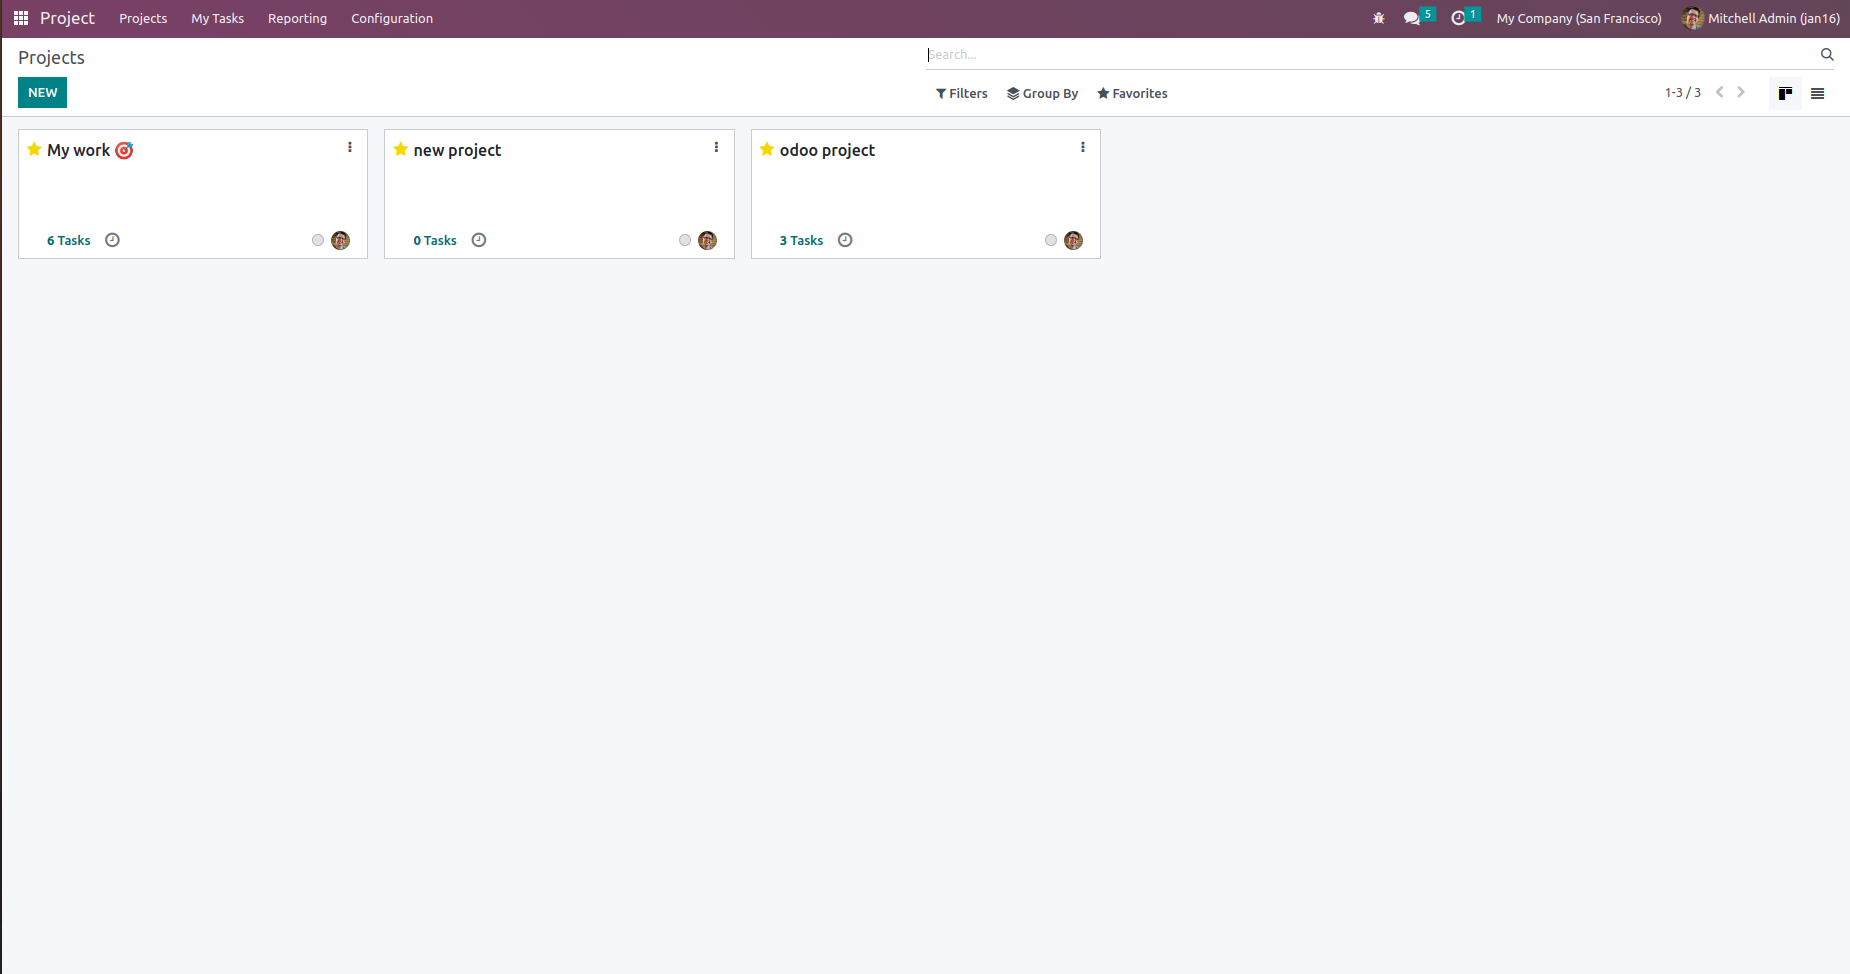 Project Projects My Tasks Reporting Configuration 5 1 My Company (San Francisco) Mitchell Admin (jan16)
Projects Search...
NEW Filters Group By Favorites 1-3 / 3
My work 🎯 new project odoo project
6 Tasks 0 Tasks 3 Tasks